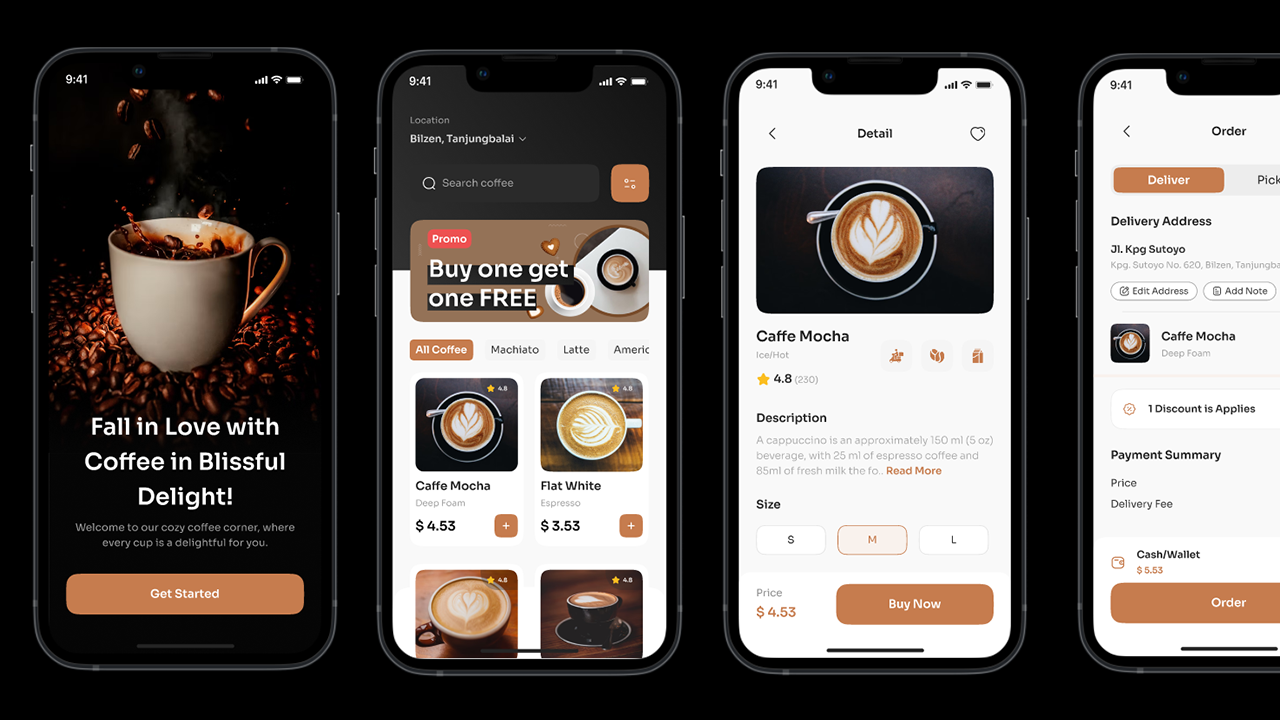 9:41
Fall in Love with
Coffee in Blissful
Delight!
Welcome to our cozy coffee corner, where
every cup is a delightful for you.
Get Started
9:41
Location
Bilzen, Tanjungbalai
Search coffee
Promo
Buy one get
one FREE
All Coffee Machiato Latte Americ
4.8 4.8
Caffe Mocha Flat White
Deep Foam Espresso
$ 4.53 + $ 3.53 +
4.8 4.8
9:41
Detail
Caffe Mocha
Ice/Hot
4.8 (230)
Description
A cappuccino is an approximately 150 ml (5 oz)
beverage, with 25 ml of espresso coffee and
85ml of fresh milk the fo.. Read More
Size
S M L
Price
$ 4.53
Buy Now
9:41
Order
Deliver Pick
Delivery Address
Jl. Kpg Sutoyo
Kpg. Sutoyo No. 620, Bilzen, Tanjungba
Edit Address Add Note
Caffe Mocha
Deep Foam
1 Discount is Applies
Payment Summary
Price
Delivery Fee
Cash/Wallet
$ 5.53
Order